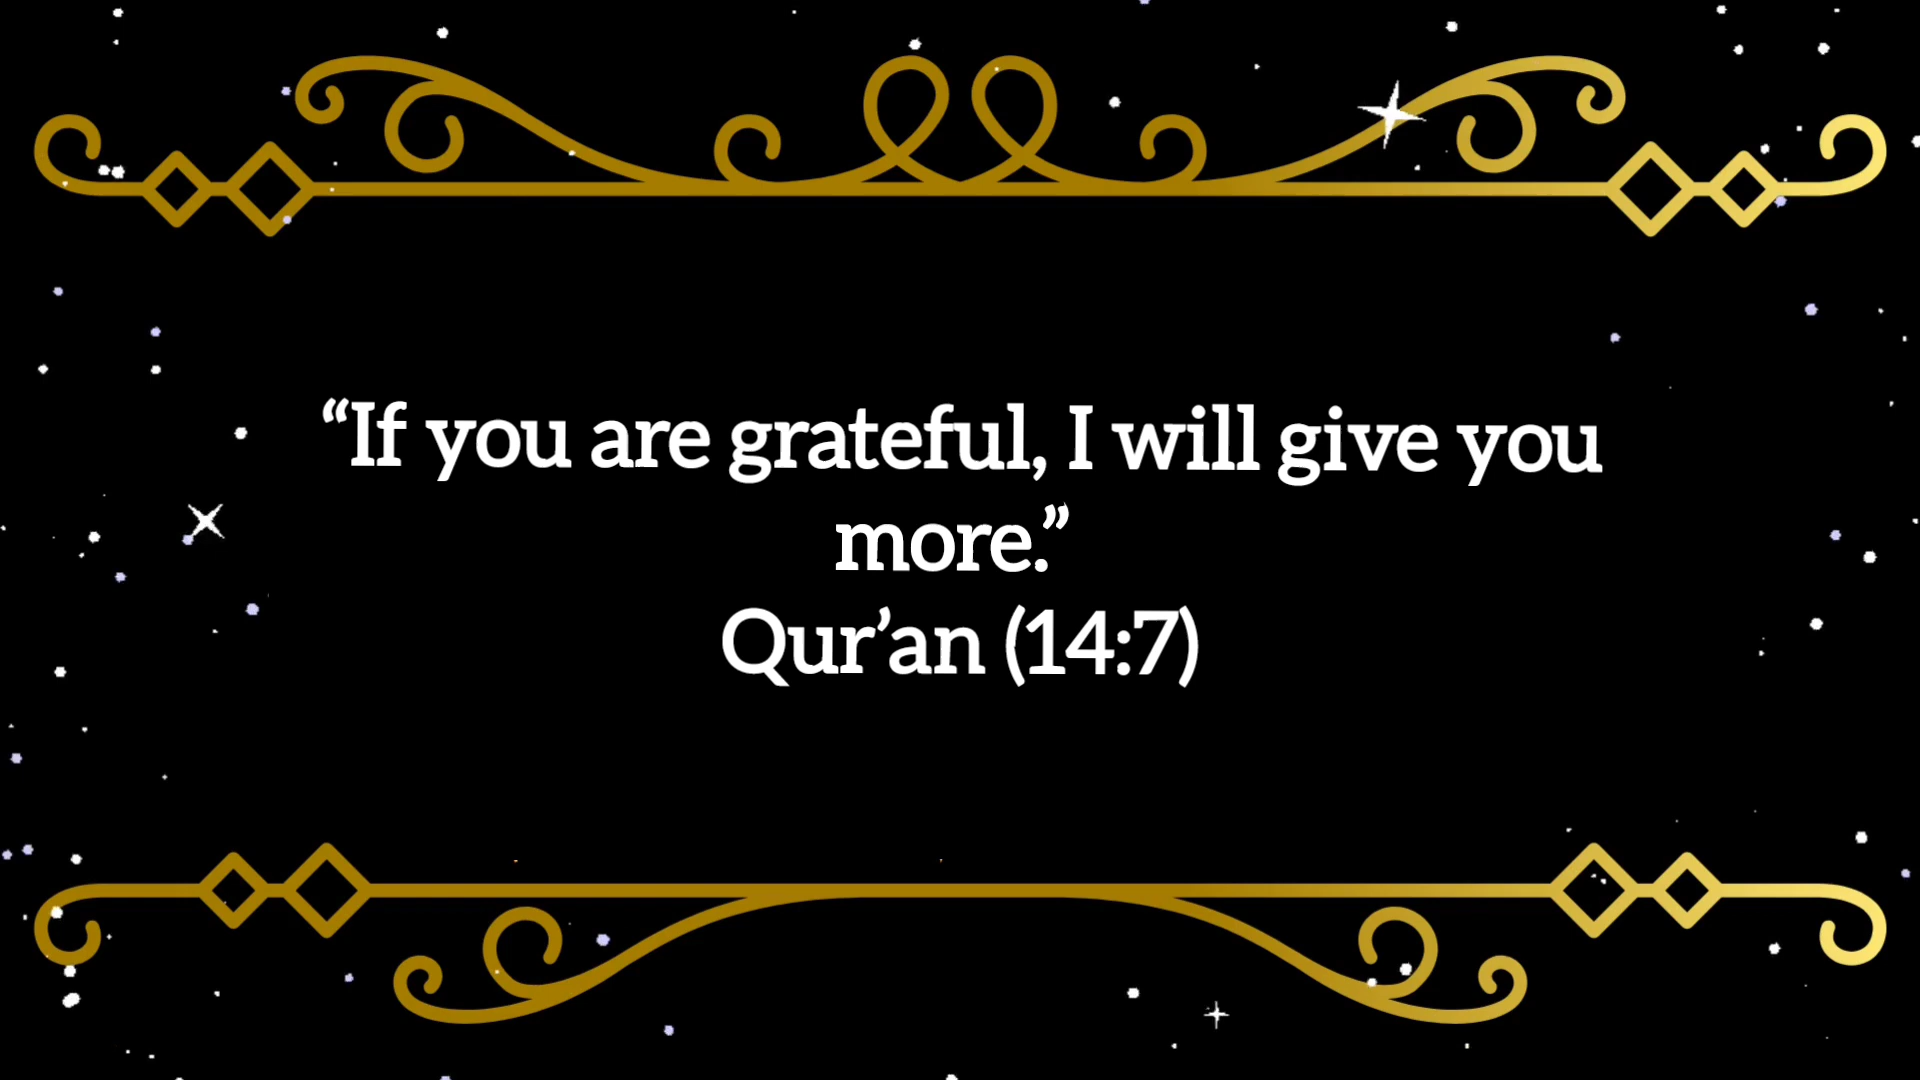 “If you are grateful, I will give you
more.”
Qur’an (14:7)